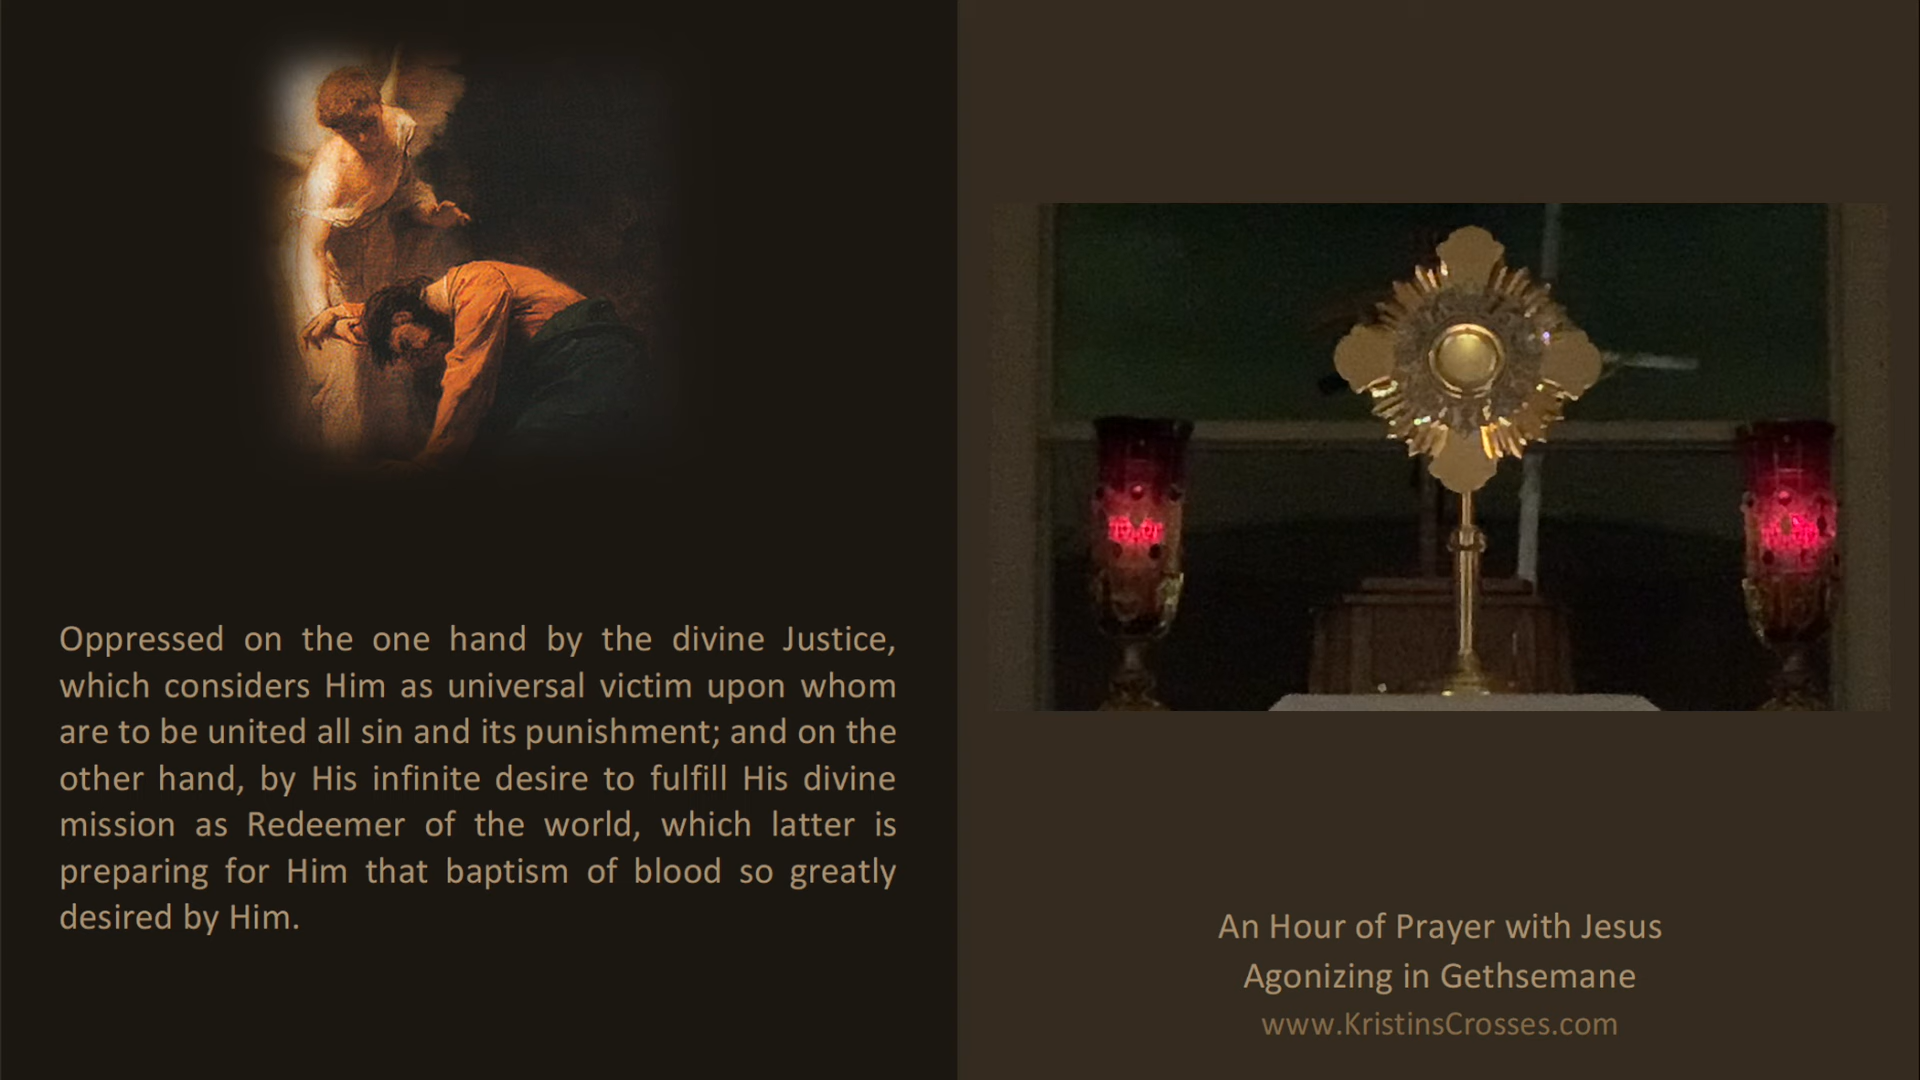 Oppressed on the one hand by the divine Justice,
which considers Him as universal victim upon whom
are to be united all sin and its punishment; and on the
other hand, by His infinite desire to fulfill His divine
mission as Redeemer of the world, which latter is
preparing for Him that baptism of blood so greatly
desired by Him.
An Hour of Prayer with Jesus
Agonizing in Gethsemane
www.KristinsCrosses.com